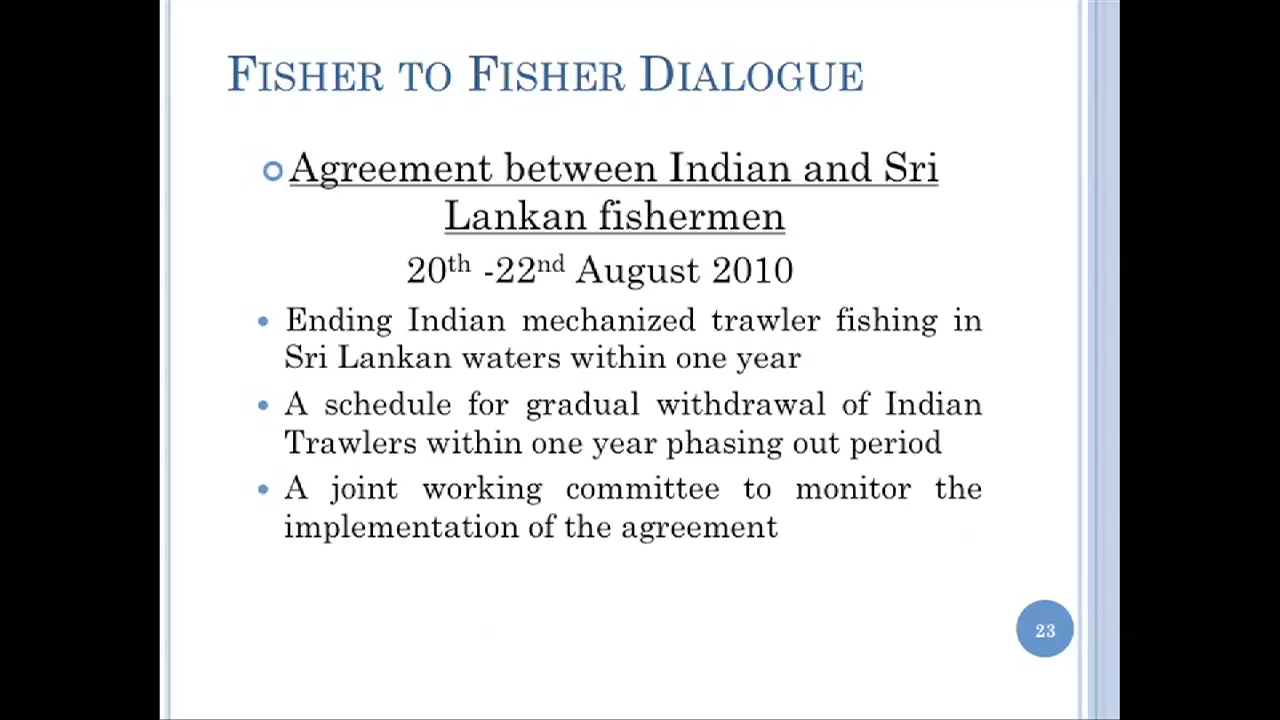 FISHER TO FISHER DIALOGUE
Agreement between Indian and Sri
Lankan fishermen
20th -22nd August 2010
• Ending Indian mechanized trawler fishing in
Sri Lankan waters within one year
• A schedule for gradual withdrawal of Indian
Trawlers within one year phasing out period
• A joint working committee to monitor the
implementation of the agreement
23